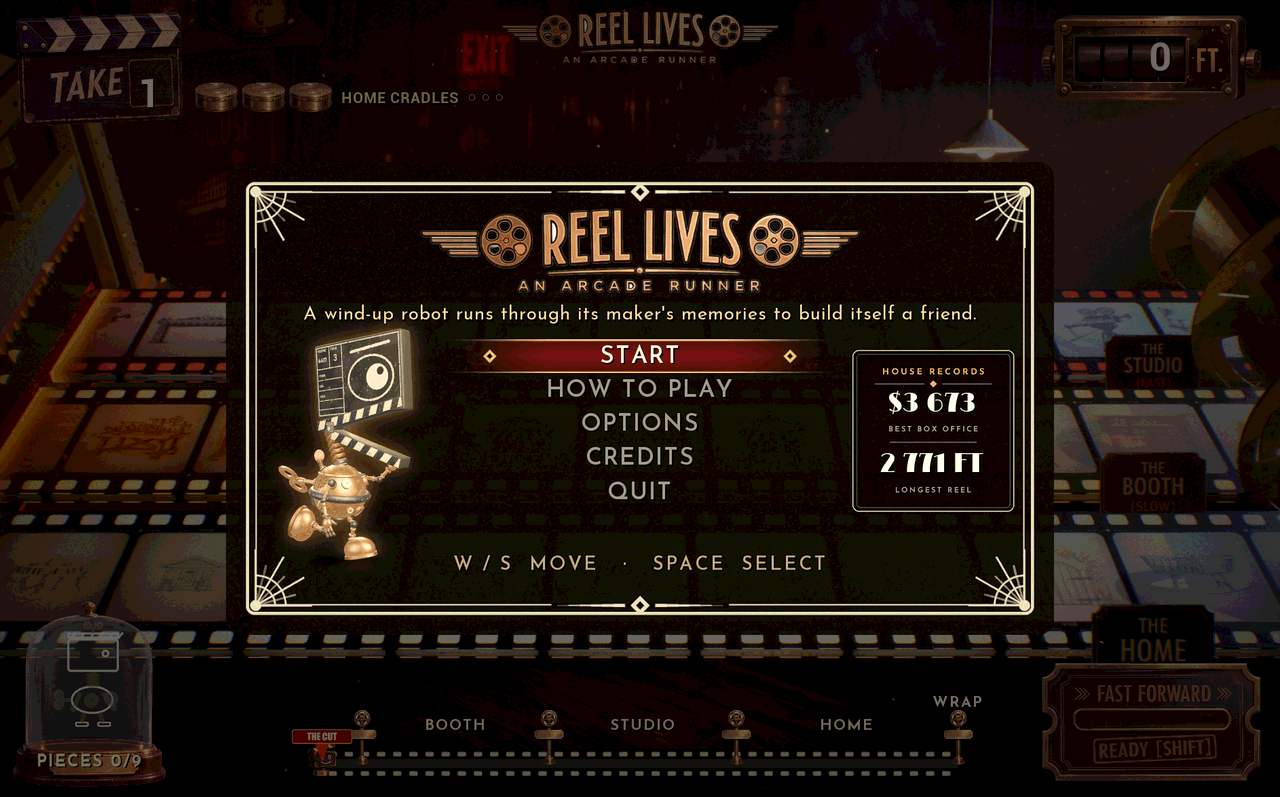 TAKE 1
EXIT
REEL LIVES
AN ARCADE RUNNER
0 FT.
HOME CRADLES
REEL LIVES
AN ARCADE RUNNER
A wind-up robot runs through its maker's memories to build itself a friend.
START
HOW TO PLAY
OPTIONS
CREDITS
QUIT
HOUSE RECORDS
$3 673
BEST BOX OFFICE
2 771 FT
LONGEST REEL
W / S MOVE · SPACE SELECT
THE
STUDIO
(FAST)
THE
BOOTH
(SLOW)
THE
HOME
PIECES 0/9
THE CUT
BOOTH
STUDIO
HOME
WRAP
FAST FORWARD
READY [SHIFT]